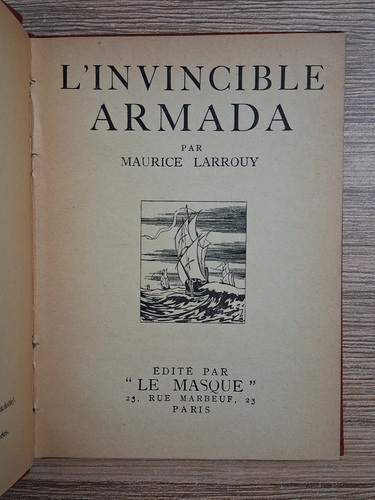 L'INVINCIBLE
ARMADA
PAR
MAURICE LARROUY
ÉDITÉ PAR
" LE MASQUE "
23, RUE MARBEUF, 23
PARIS